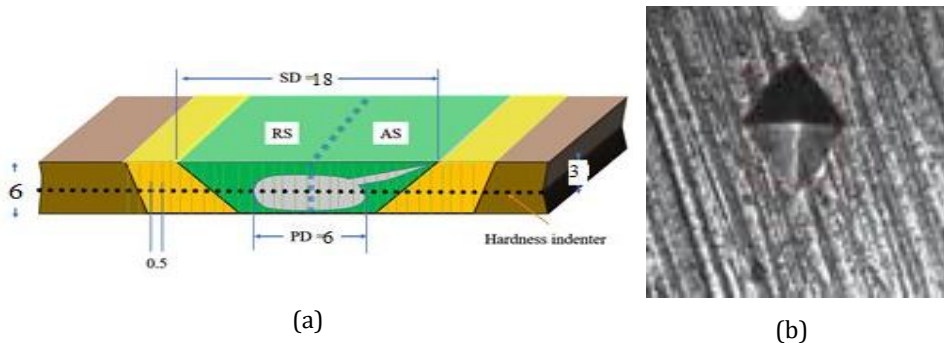 SD =18
RS
AS
6
3
PD =6
Hardness indenter
0.5
(a)
(b)